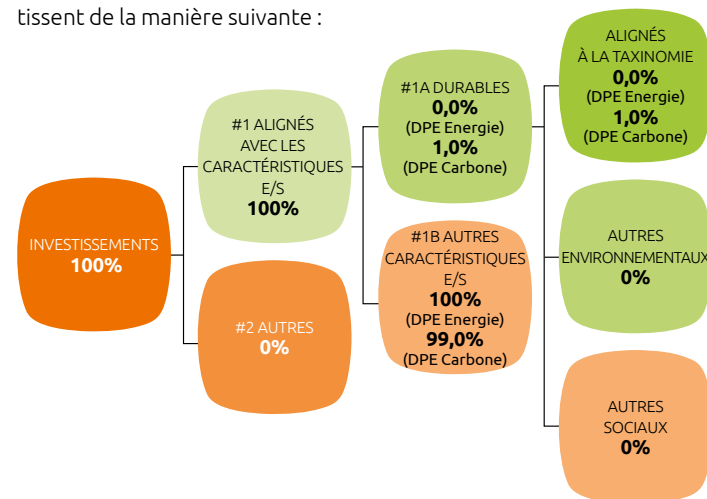 tissent de la manière suivante :
INVESTISSEMENTS
100%
#1 ALIGNÉS
AVEC LES
CARACTÉRISTIQUES
E/S
100%
#2 AUTRES
0%
#1A DURABLES
0,0%
(DPE Energie)
1,0%
(DPE Carbone)
#1B AUTRES
CARACTÉRISTIQUES
E/S
100%
(DPE Energie)
99,0%
(DPE Carbone)
ALIGNÉS
À LA TAXINOMIE
0,0%
(DPE Energie)
1,0%
(DPE Carbone)
AUTRES
ENVIRONNEMENTAUX
0%
AUTRES
SOCIAUX
0%